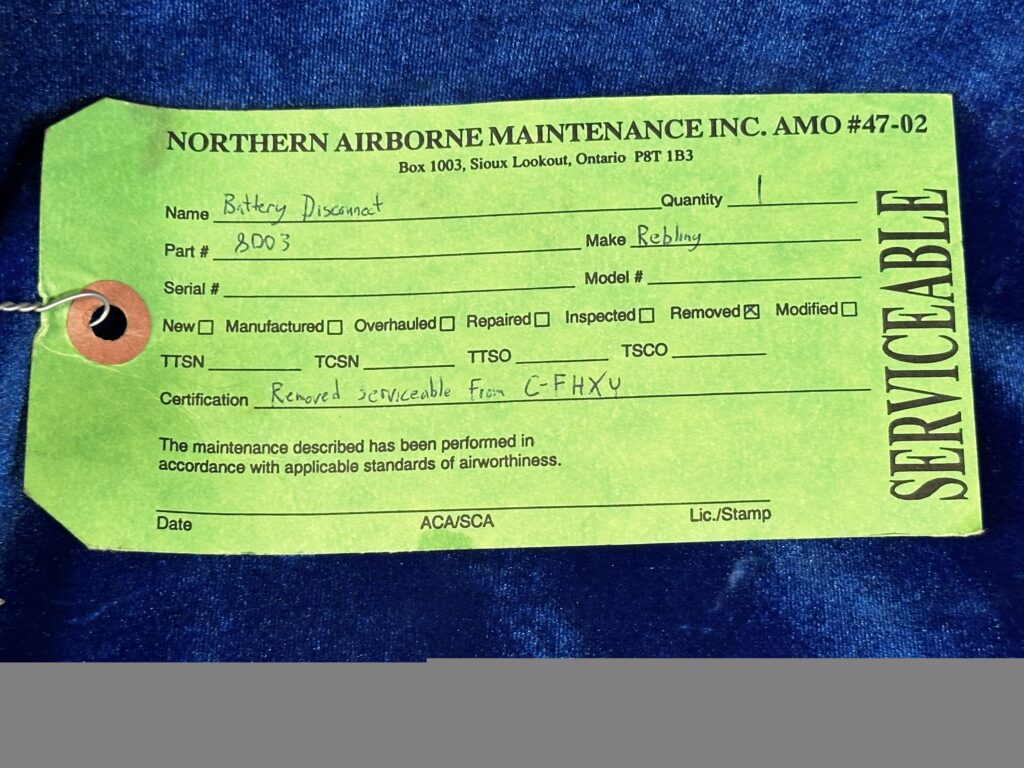 NORTHERN AIRBORNE MAINTENANCE INC. AMO #47-02
Box 1003, Sioux Lookout, Ontario P8T 1B3
Name Battery Disconnect Quantity 1
Part # 8D03 Make Rebling
Serial # Model #
New Manufactured Overhauled Repaired Inspected Removed ☒ Modified
TTSN TCSN TTSO TSCO
Certification Removed serviceable From C-FHXY
The maintenance described has been performed in
accordance with applicable standards of airworthiness.
Date ACA/SCA Lic./Stamp
SERVICEABLE